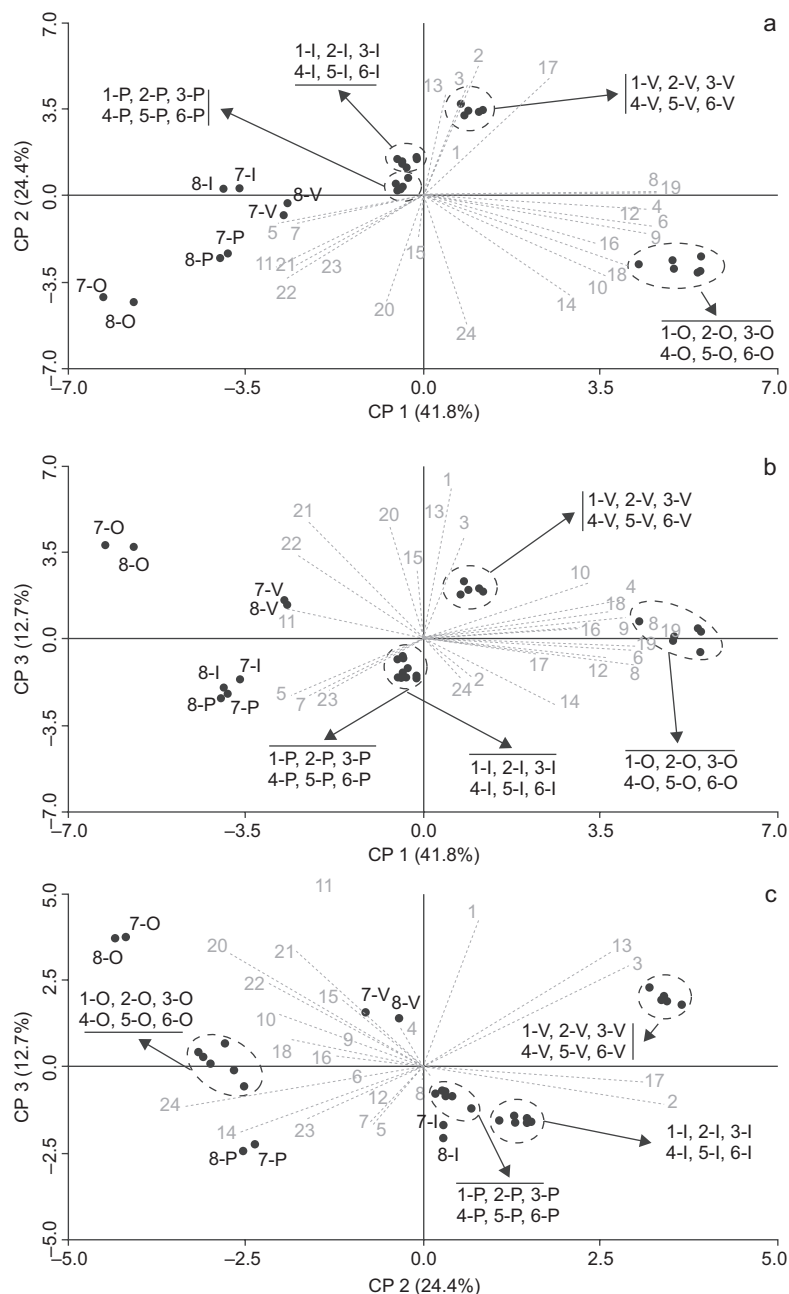 a
7.0
3.5
0.0
−3.5
−7.0
CP 2 (24.4%)
1-I, 2-I, 3-I
4-I, 5-I, 6-I
1-P, 2-P, 3-P
4-P, 5-P, 6-P
13
3
2
17
1-V, 2-V, 3-V
4-V, 5-V, 6-V
1
8-I
7-I
8-V
7-V
5
7
7-P
8-P
11
21
22
23
15
20
24
7-O
8-O
8
19
4
12
6
9
16
18
10
14
1-O, 2-O, 3-O
4-O, 5-O, 6-O
−7.0
−3.5
0.0
3.5
7.0
CP 1 (41.8%)
b
7.0
3.5
0.0
−3.5
−7.0
CP 3 (12.7%)
7-O
8-O
21
22
20
15
13
1
3
1-V, 2-V, 3-V
4-V, 5-V, 6-V
7-V
8-V
11
10
4
18
16
9
8
19
19
6
8
12
17
2
24
14
8-I
7-I
8-P
7-P
5
7
23
1-P, 2-P, 3-P
4-P, 5-P, 6-P
1-I, 2-I, 3-I
4-I, 5-I, 6-I
1-O, 2-O, 3-O
4-O, 5-O, 6-O
−7.0
−3.5
0.0
3.5
7.0
CP 1 (41.8%)
c
5.0
2.5
0.0
−2.5
−5.0
CP 3 (12.7%)
11
7-O
8-O
20
21
22
15
1
13
3
1-O, 2-O, 3-O
4-O, 5-O, 6-O
10
7-V
8-V
4
9
18
16
6
12
8
24
14
23
7
5
8-P
7-P
1-V, 2-V, 3-V
4-V, 5-V, 6-V
17
2
7-I
8-I
1-I, 2-I, 3-I
4-I, 5-I, 6-I
1-P, 2-P, 3-P
4-P, 5-P, 6-P
−5.0
−2.5
0.0
2.5
5.0
CP 2 (24.4%)